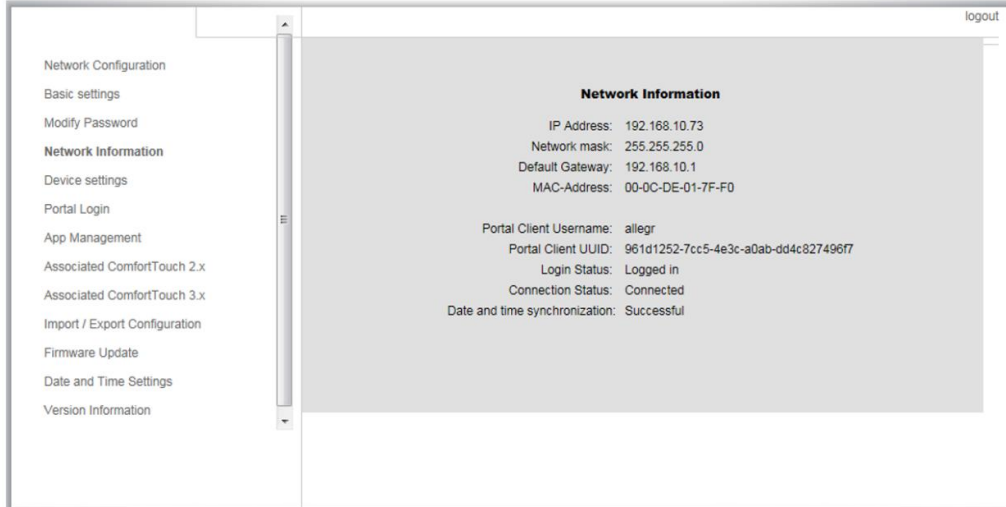 logout
Network Configuration
Basic settings
Modify Password
Network Information
Device settings
Portal Login
App Management
Associated ComfortTouch 2.x
Associated ComfortTouch 3.x
Import / Export Configuration
Firmware Update
Date and Time Settings
Version Information
Network Information
IP Address: 192.168.10.73
Network mask: 255.255.255.0
Default Gateway: 192.168.10.1
MAC-Address: 00-0C-DE-01-7F-F0
Portal Client Username: allegr
Portal Client UUID: 961d1252-7cc5-4e3c-a0ab-dd4c827496f7
Login Status: Logged in
Connection Status: Connected
Date and time synchronization: Successful